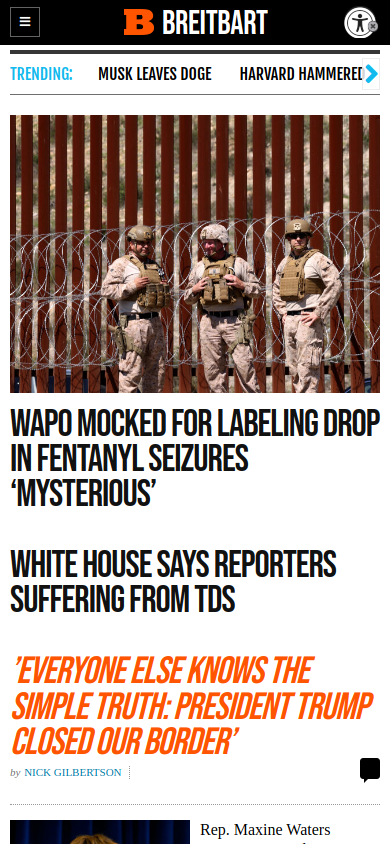 BREITBART
TRENDING:
MUSK LEAVES DOGE
HARVARD HAMMERED
WAPO MOCKED FOR LABELING DROP
IN FENTANYL SEIZURES
‘MYSTERIOUS’
WHITE HOUSE SAYS REPORTERS
SUFFERING FROM TDS
’EVERYONE ELSE KNOWS THE
SIMPLE TRUTH: PRESIDENT TRUMP
CLOSED OUR BORDER’
by NICK GILBERTSON
Rep. Maxine Waters